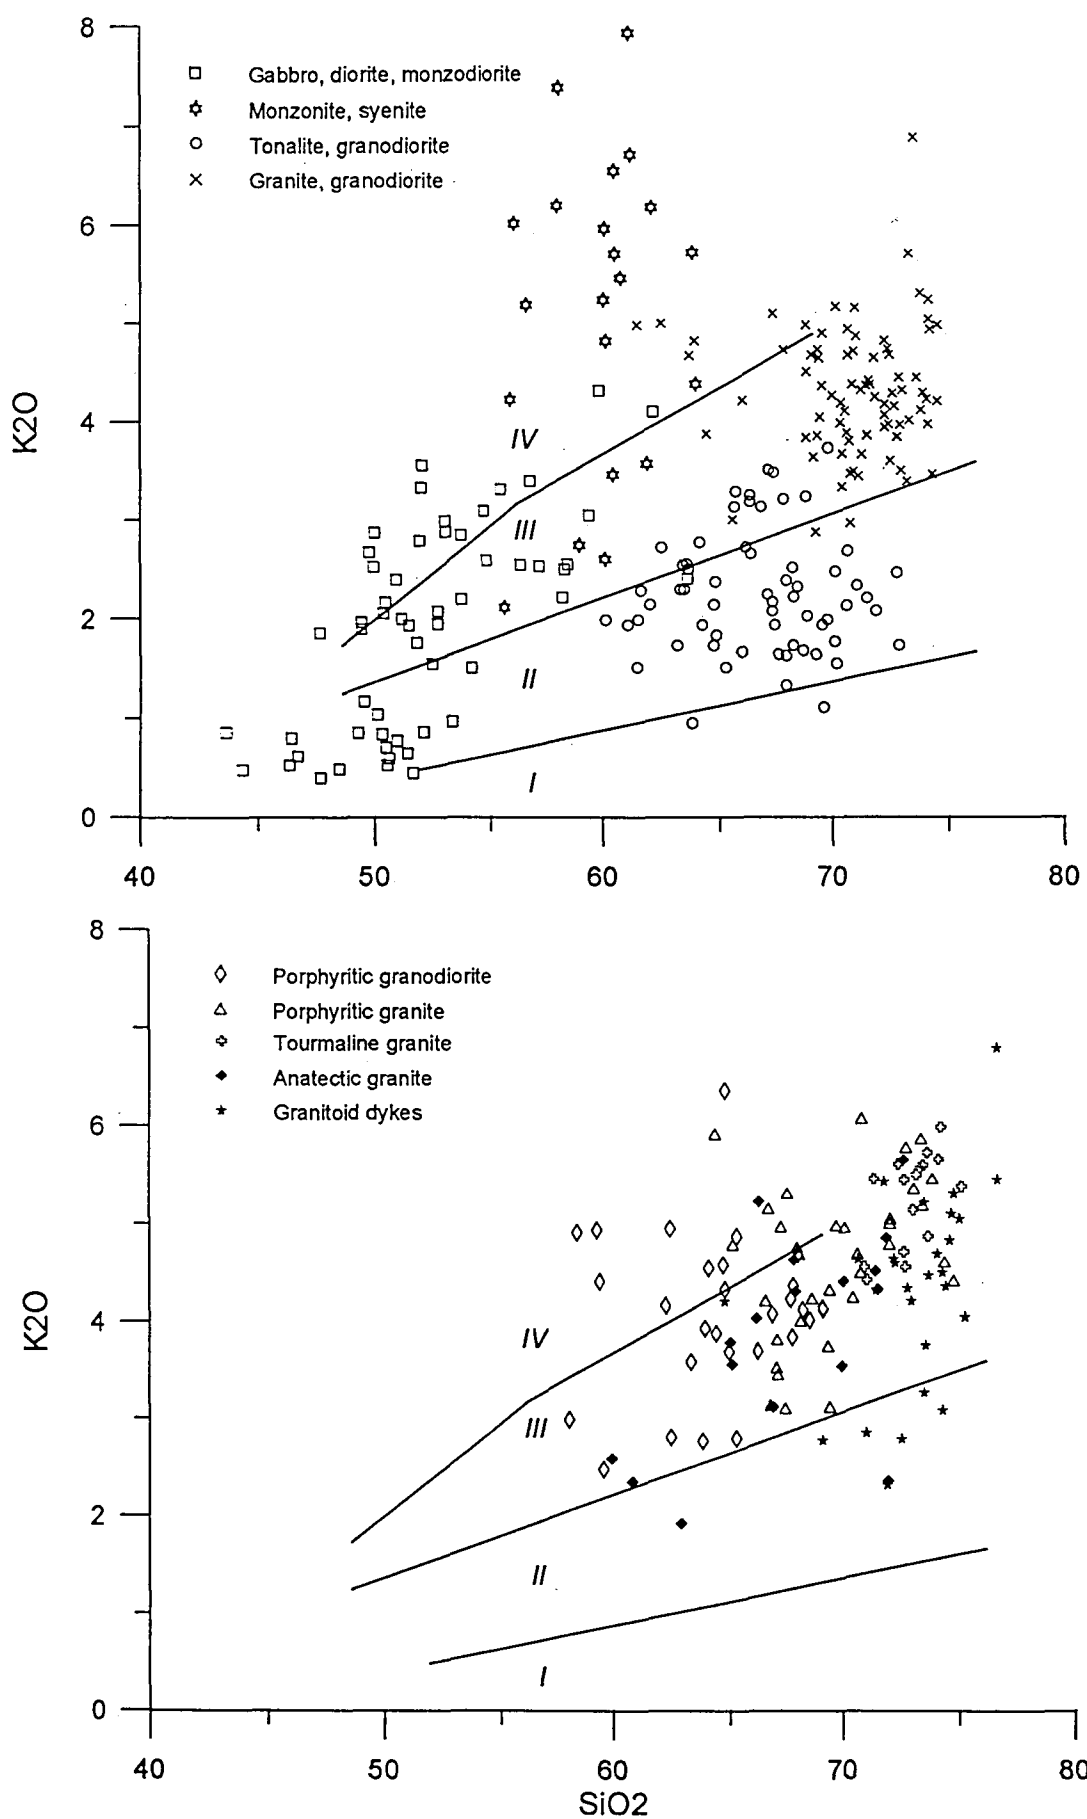 8
Gabbro, diorite, monzodiorite
Monzonite, syenite
Tonalite, granodiorite
Granite, granodiorite
6
K2O
4
IV
III
2
II
I
0
40 50 60 70 80
8
Porphyritic granodiorite
Porphyritic granite
Tourmaline granite
Anatectic granite
Granitoid dykes
6
K2O
4
IV
III
2
II
I
0
40 50 60 70 80
SiO2